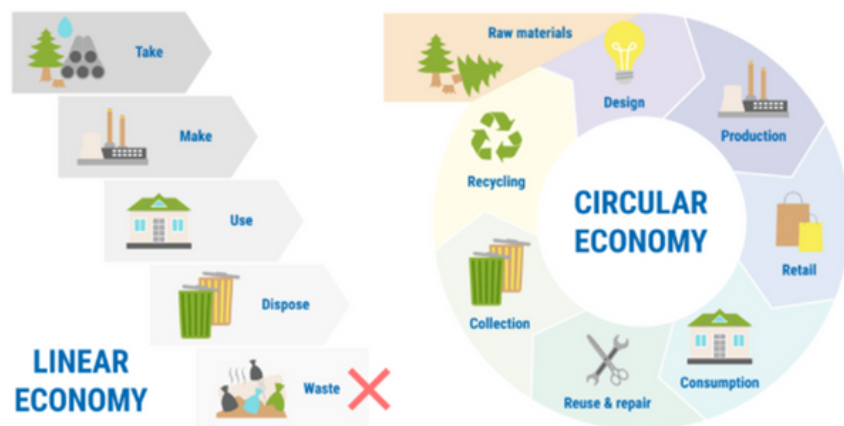 Take
Make
Use
Dispose
Waste
LINEAR
ECONOMY
Raw materials
Design
Production
Retail
Consumption
Reuse & repair
Collection
Recycling
CIRCULAR
ECONOMY